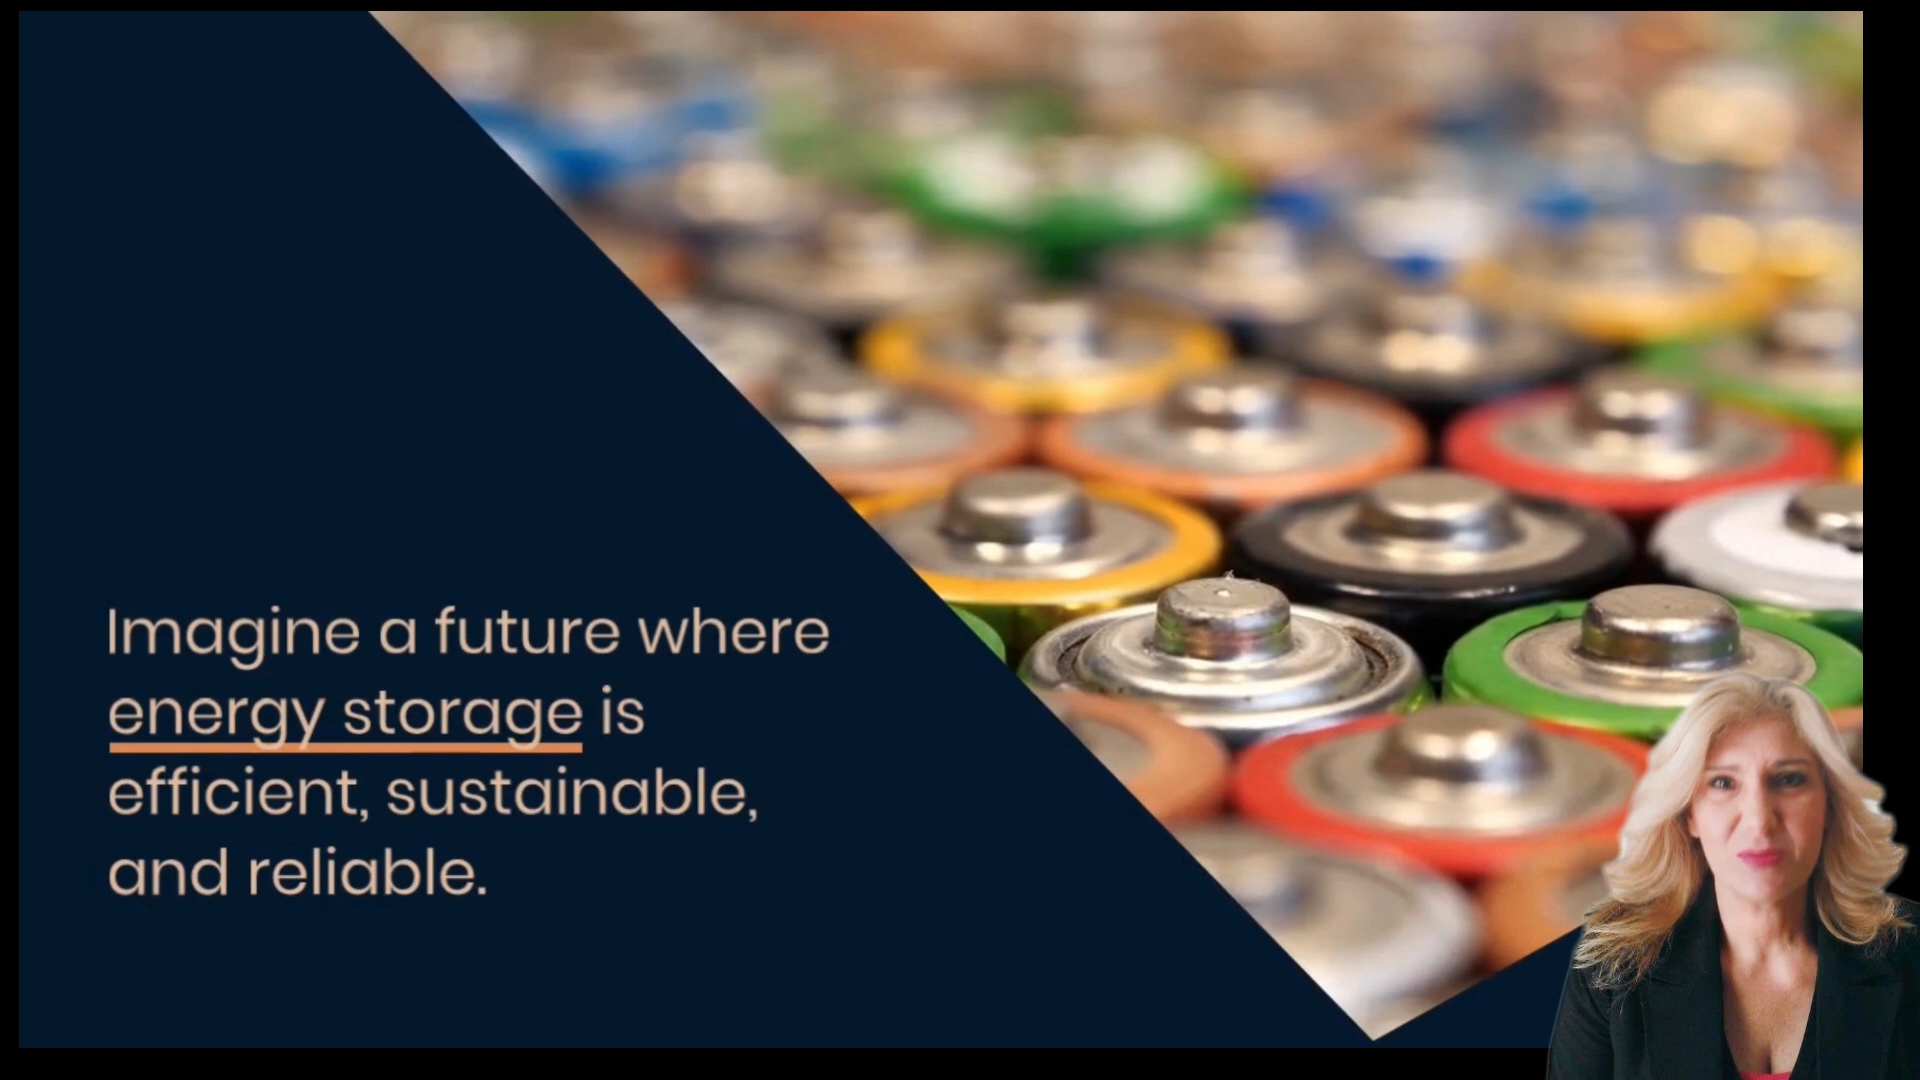 Imagine a future where
energy storage is
efficient, sustainable,
and reliable.